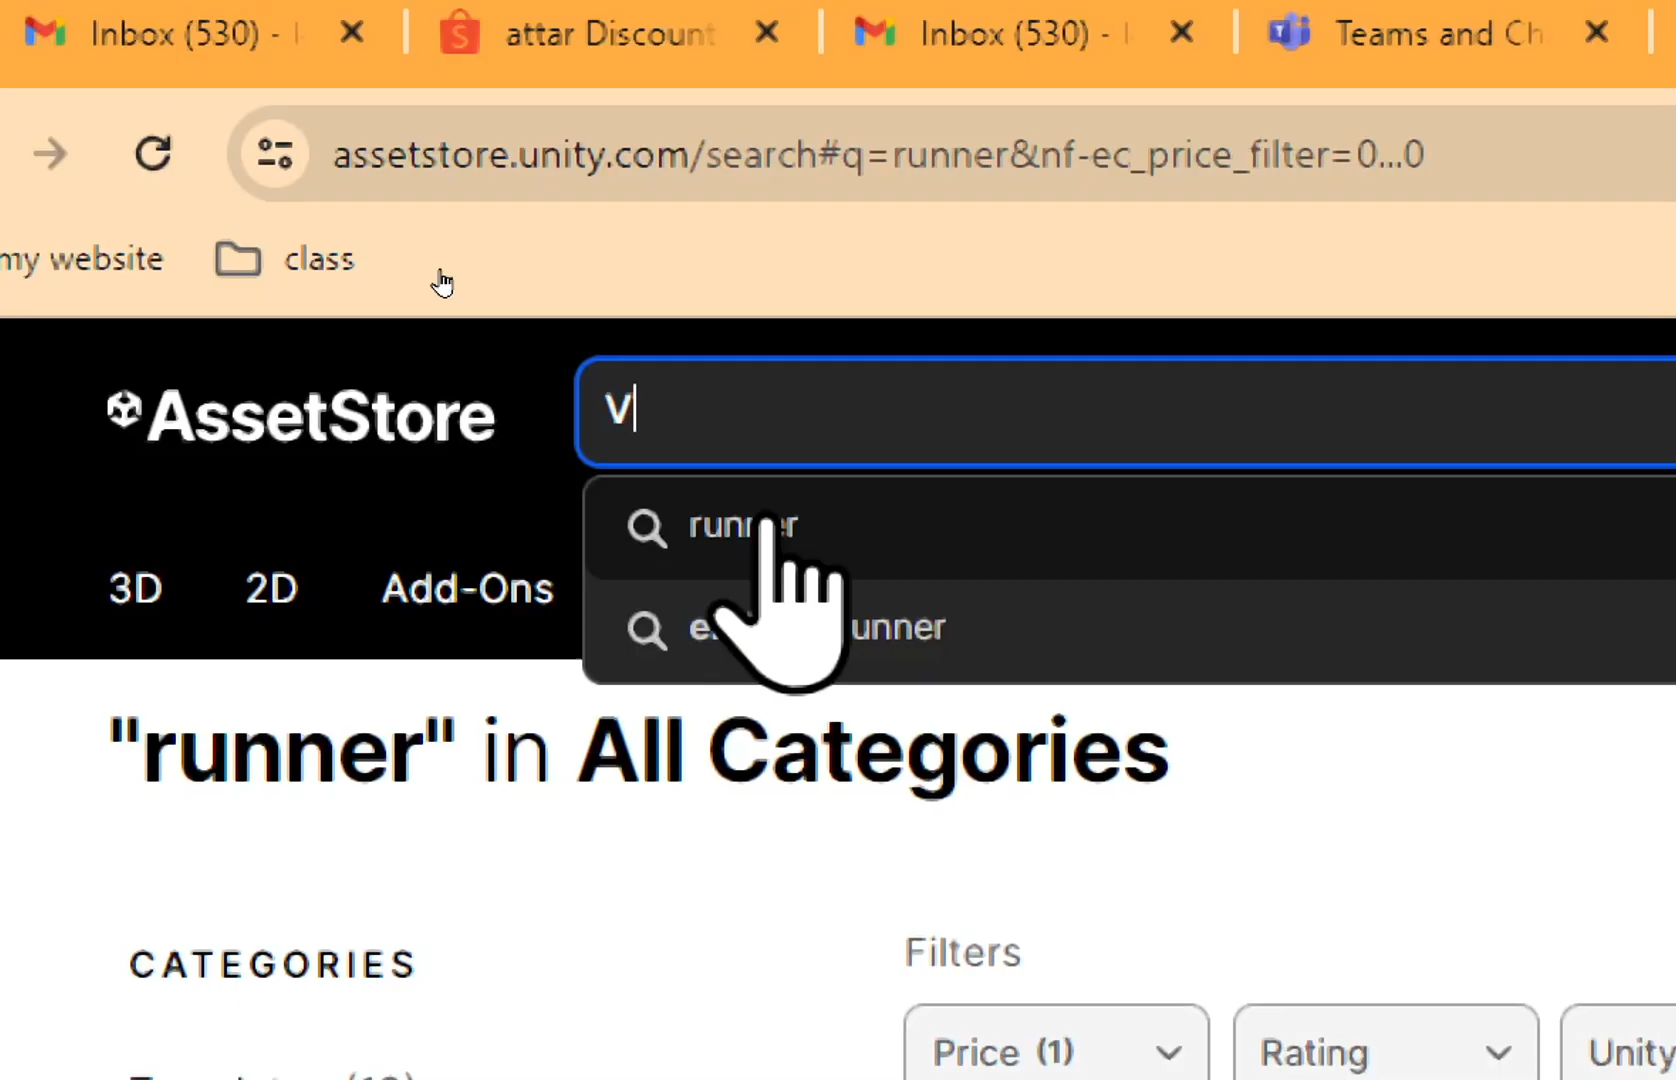 Inbox (530) -
attar Discount
Inbox (530) -
Teams and Ch
assetstore.unity.com/search#q=runner&nf-ec_price_filter=0...0
my website
class
AssetStore
V
runner
3D
2D
Add-Ons
"runner" in All Categories
CATEGORIES
Filters
Price (1)
Rating
Unity